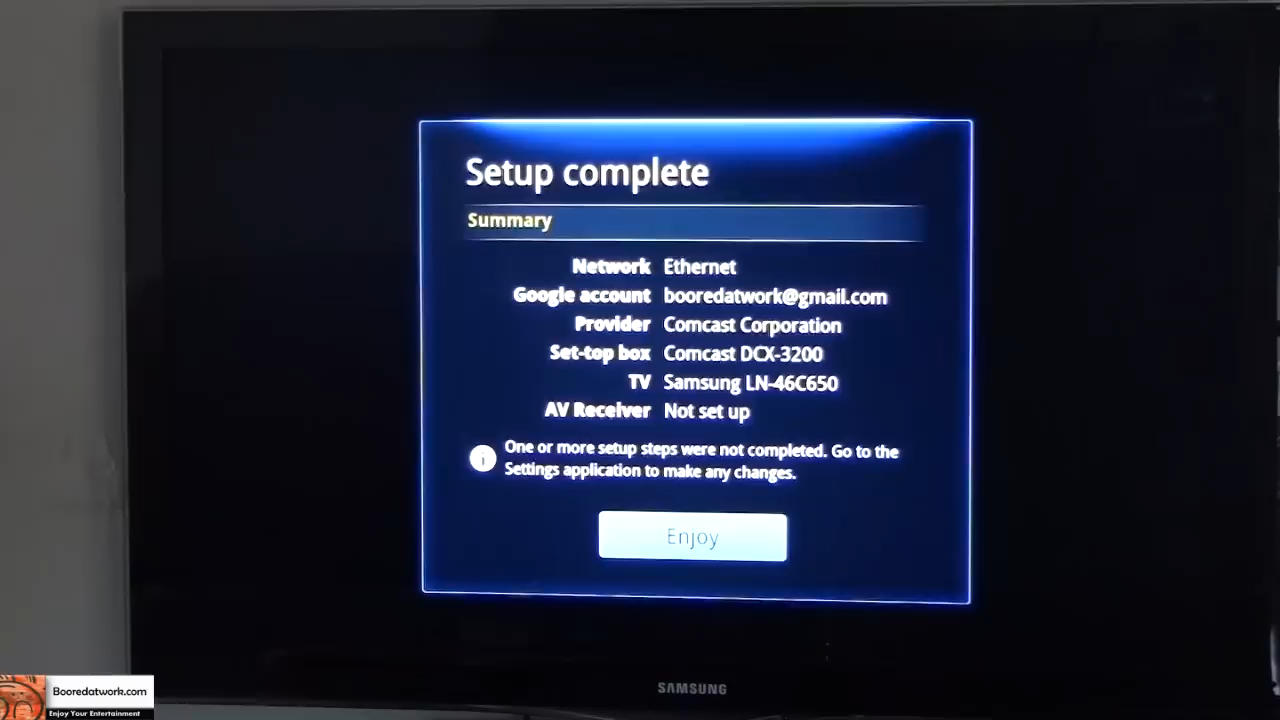 Setup complete
Summary
Network Ethernet
Google account booredatwork@gmail.com
Provider Comcast Corporation
Set-top box Comcast DCX-3200
TV Samsung LN-46C650
AV Receiver Not set up
One or more setup steps were not completed. Go to the
Settings application to make any changes.
Enjoy
SAMSUNG
Booredatwork.com
Enjoy Your Entertainment